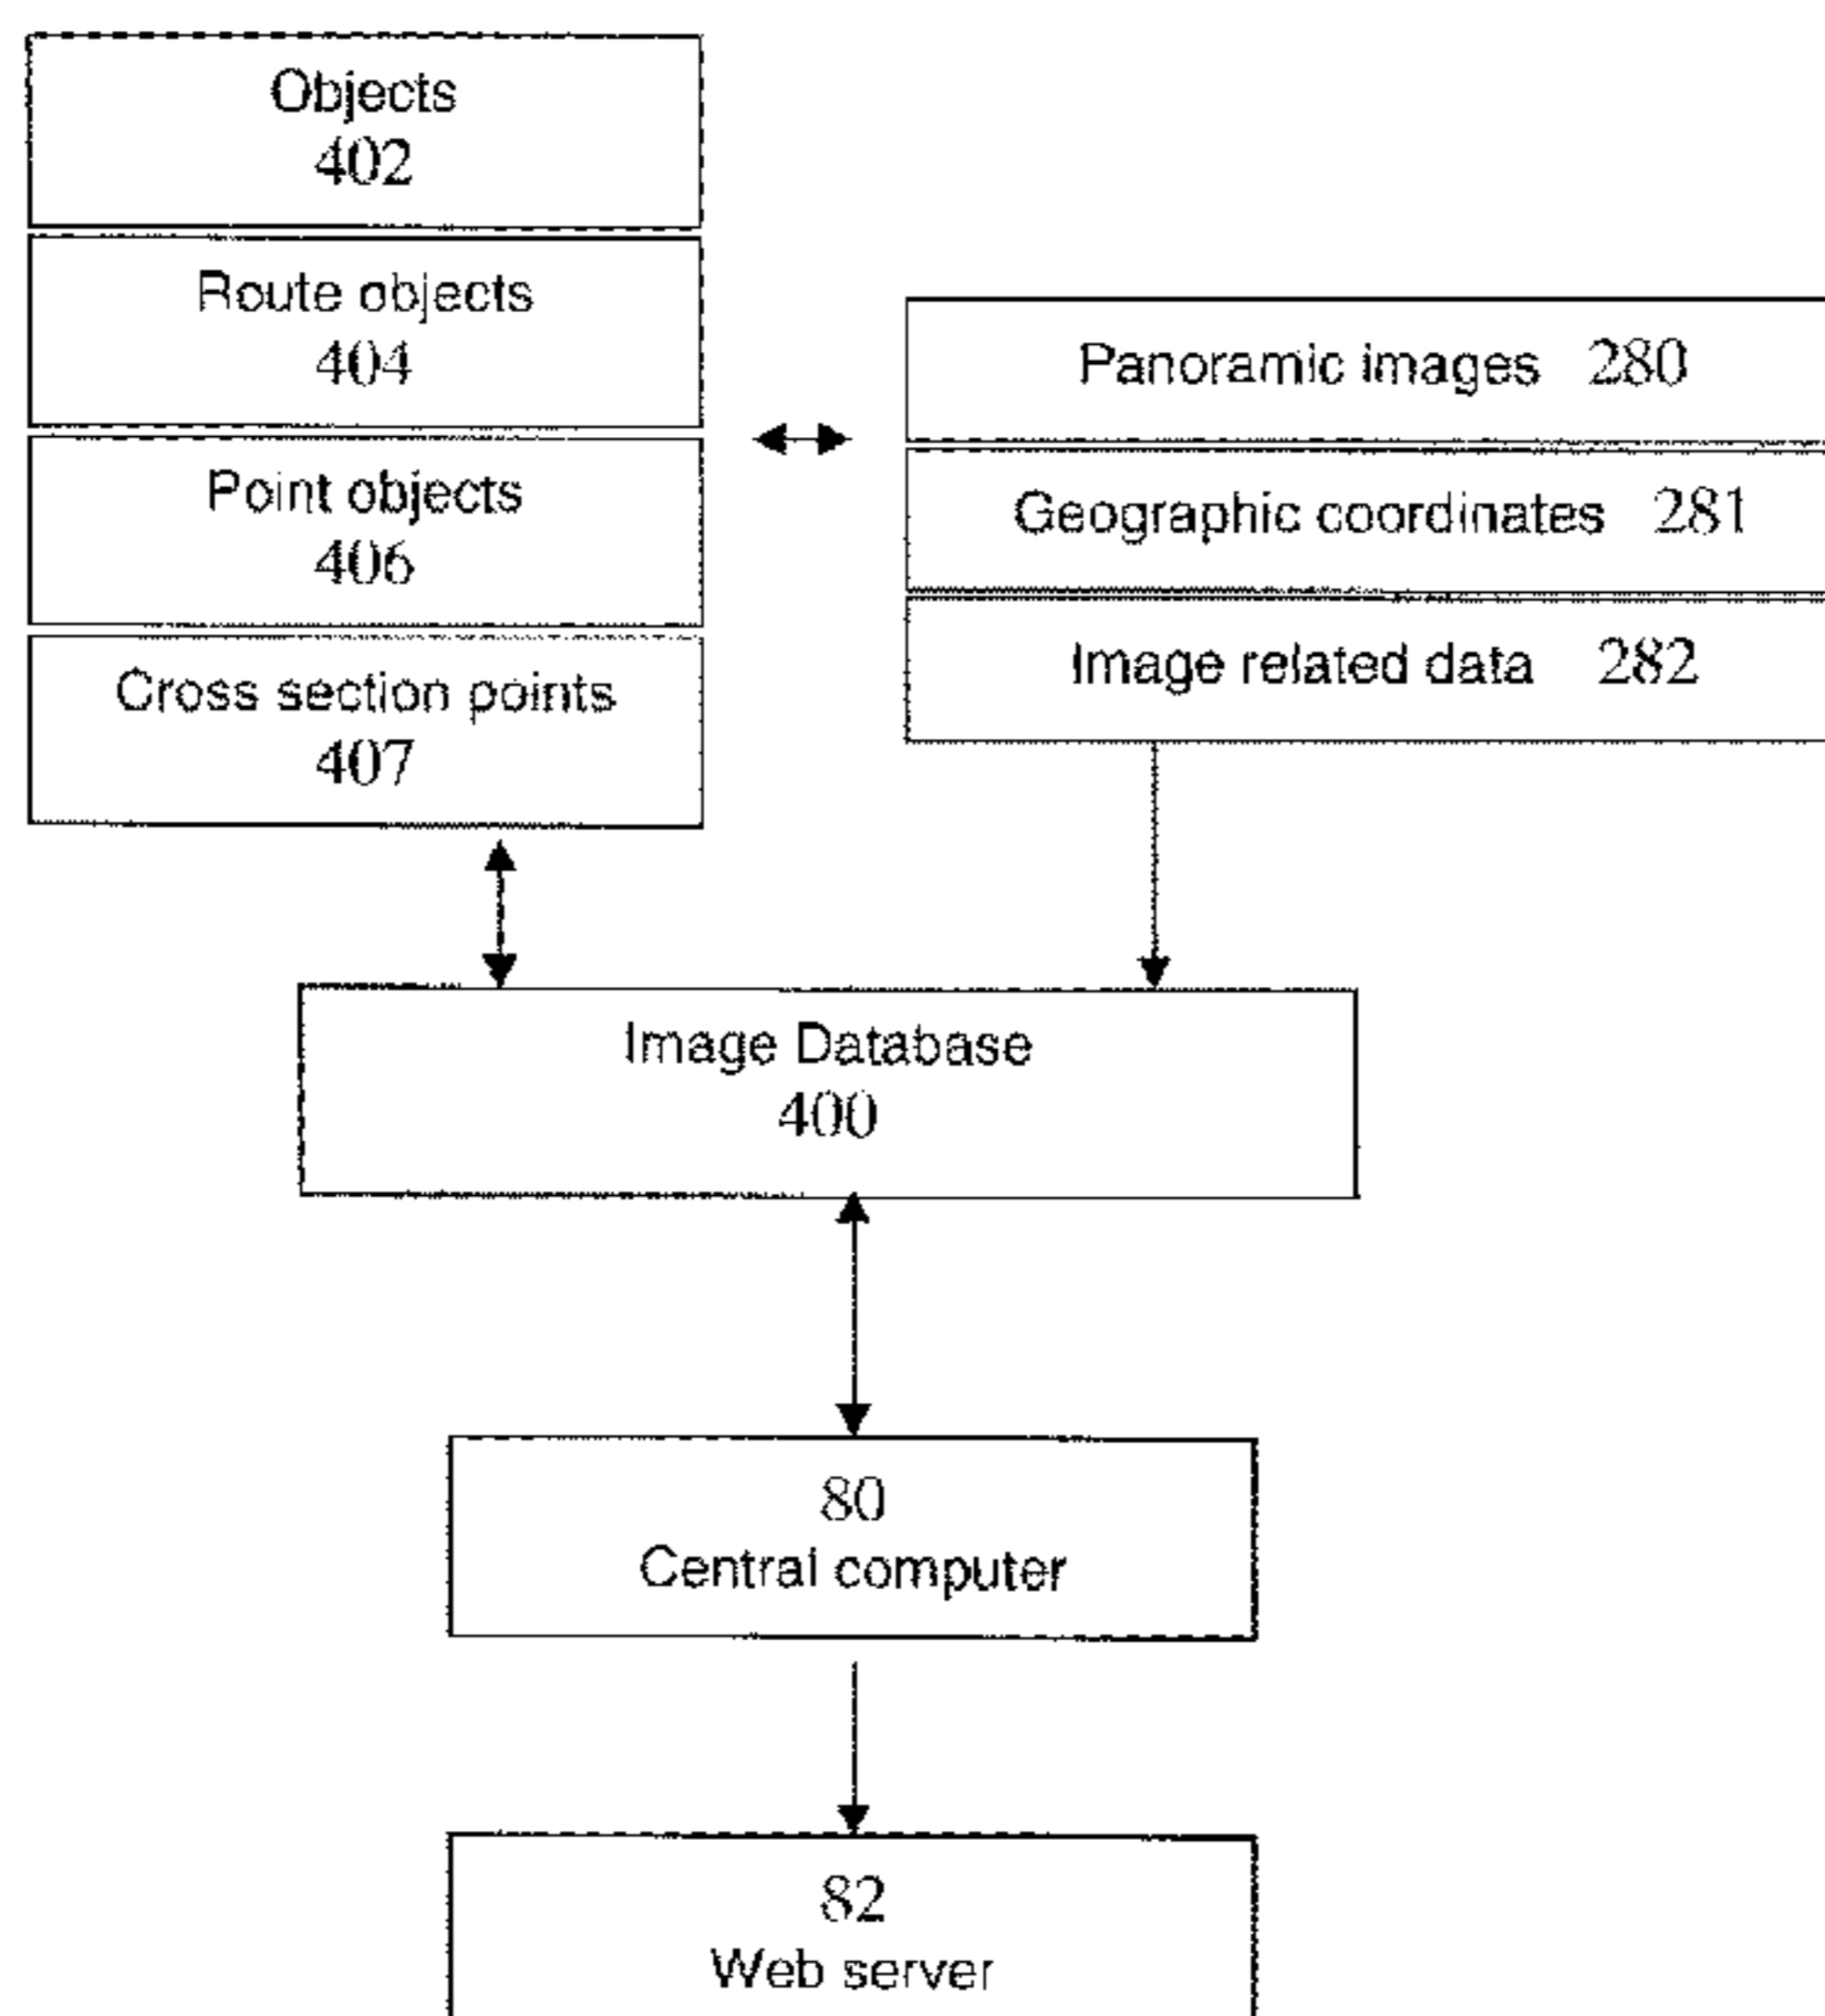 Objects
402
Route objects
404
Point objects
406
Cross section points
407
Panoramic images 280
Geographic coordinates 281
Image related data 282
Image Database
400
80
Central computer
82
Web server